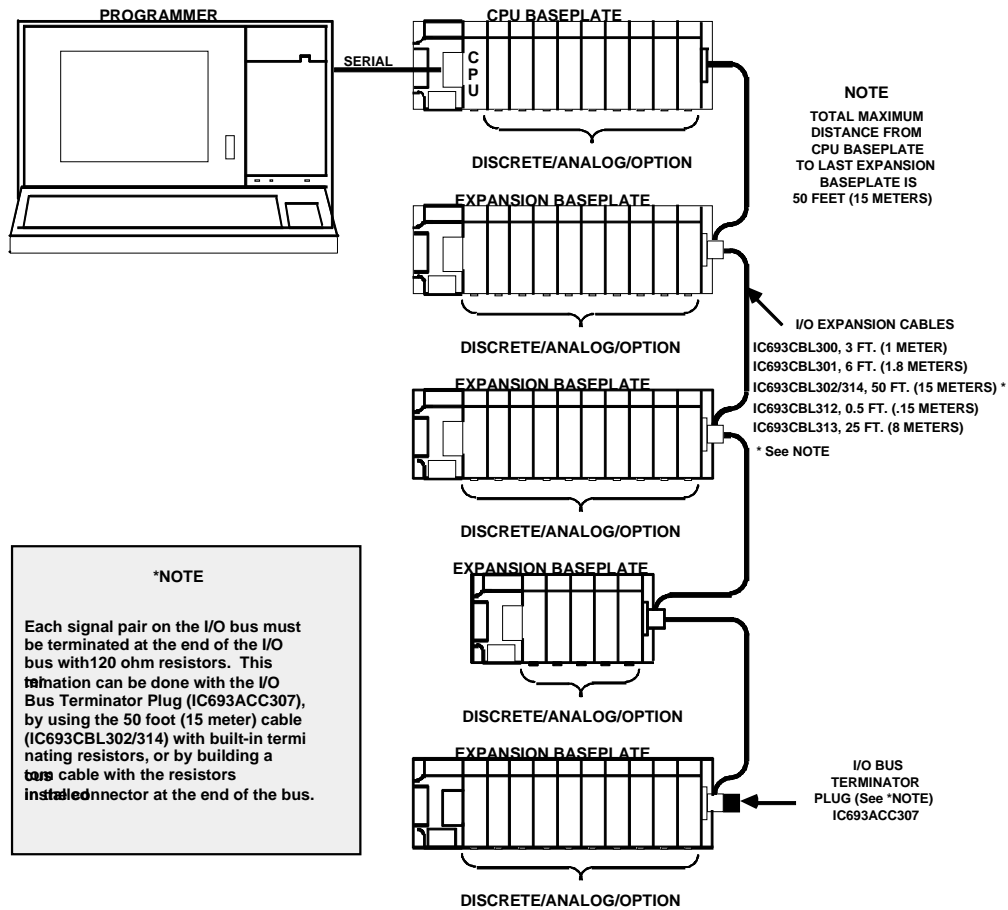 PROGRAMMER
CPU BASEPLATE
SERIAL
C
P
U
DISCRETE/ANALOG/OPTION
NOTE
TOTAL MAXIMUM
DISTANCE FROM
CPU BASEPLATE
TO LAST EXPANSION
BASEPLATE IS
50 FEET (15 METERS)
EXPANSION BASEPLATE
DISCRETE/ANALOG/OPTION
I/O EXPANSION CABLES
IC693CBL300, 3 FT. (1 METER)
IC693CBL301, 6 FT. (1.8 METERS)
IC693CBL302/314, 50 FT. (15 METERS) *
IC693CBL312, 0.5 FT. (.15 METERS)
IC693CBL313, 25 FT. (8 METERS)
* See NOTE
EXPANSION BASEPLATE
DISCRETE/ANALOG/OPTION
EXPANSION BASEPLATE
DISCRETE/ANALOG/OPTION
EXPANSION BASEPLATE
DISCRETE/ANALOG/OPTION
I/O BUS
TERMINATOR
PLUG (See *NOTE)
IC693ACC307
*NOTE
Each signal pair on the I/O bus must
be terminated at the end of the I/O
bus with120 ohm resistors. This
mination can be done with the I/O
Bus Terminator Plug (IC693ACC307),
by using the 50 foot (15 meter) cable
(IC693CBL302/314) with built-in termi
nating resistors, or by building a
cable with the resistors
connector at the end of the bus.